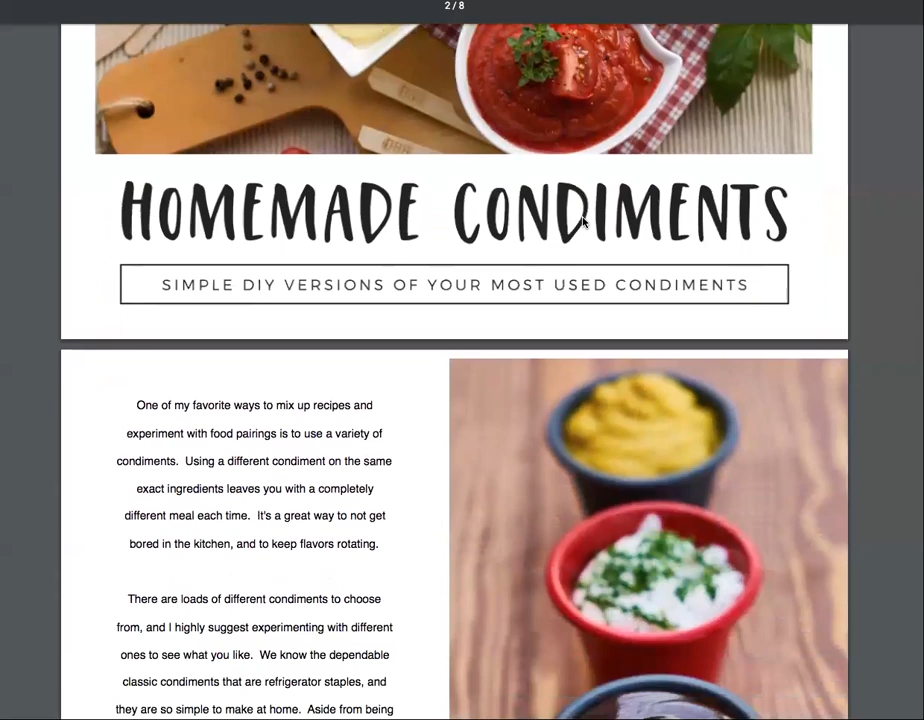 2 / 8
HOMEMADE CONDIMENTS
SIMPLE DIY VERSIONS OF YOUR MOST USED CONDIMENTS
One of my favorite ways to mix up recipes and
experiment with food pairings is to use a variety of
condiments.  Using a different condiment on the same
exact ingredients leaves you with a completely
different meal each time.  It's a great way to not get
bored in the kitchen, and to keep flavors rotating.
There are loads of different condiments to choose
from, and I highly suggest experimenting with different
ones to see what you like.  We know the dependable
classic condiments that are refrigerator staples, and
they are so simple to make at home.  Aside from being